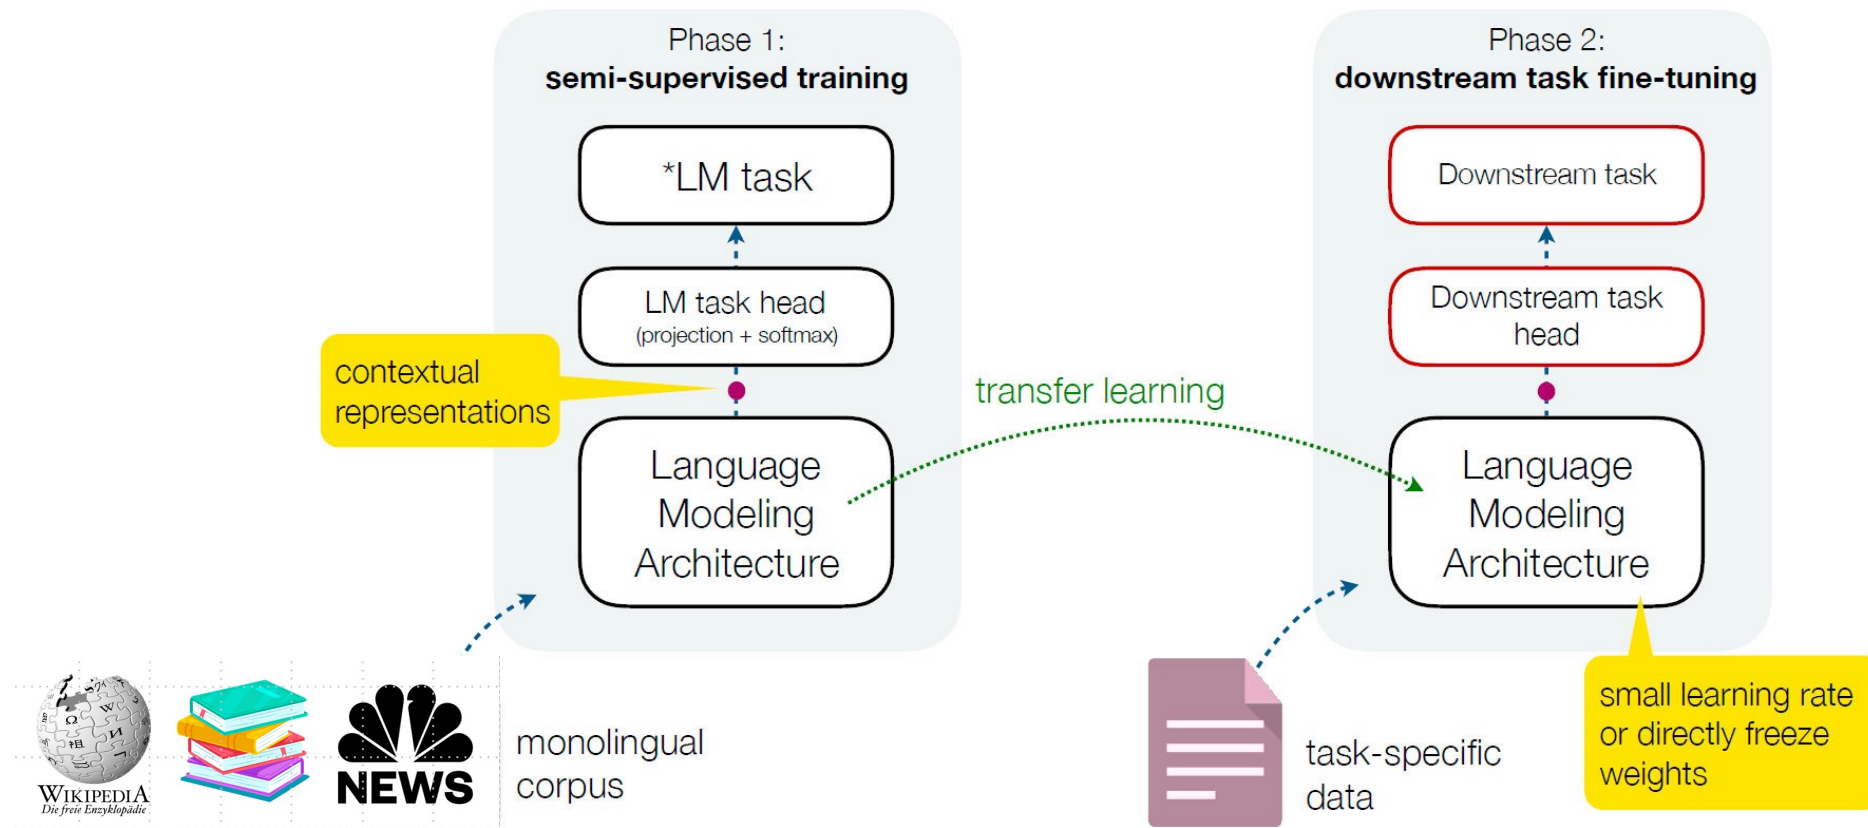 Phase 1:
semi-supervised training
*LM task
LM task head
(projection + softmax)
contextual
representations
Language
Modeling
Architecture
transfer learning
Phase 2:
downstream task fine-tuning
Downstream task
Downstream task
head
Language
Modeling
Architecture
WIKIPEDIA
Die freie Enzyklopädie
NEWS
monolingual
corpus
task-specific
data
small learning rate
or directly freeze
weights